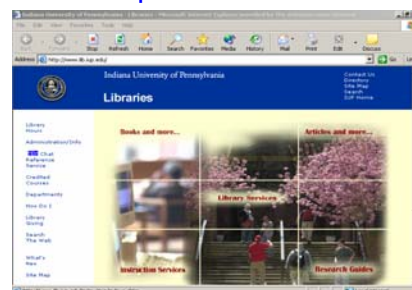 Indiana University of Pennsylvania - Libraries - Microsoft Internet Explorer
File Edit View Favorites Tools Help
Stop Refresh Home Search Favorites Media History Mail Print Edit Discuss
Address http://www.lib.iup.edu/ Go
Indiana University of Pennsylvania
Libraries
Contact Us
Directory
Site Map
Search
IUP Home
Library
Hours
Administration/Info
Chat
Reference
Service
Credited
Courses
Departments
How Do I
Library
Giving
Search
The Web
What's
New
Site Map
Books and more...
Articles and more...
Library Services
Instruction Services
Research Guides